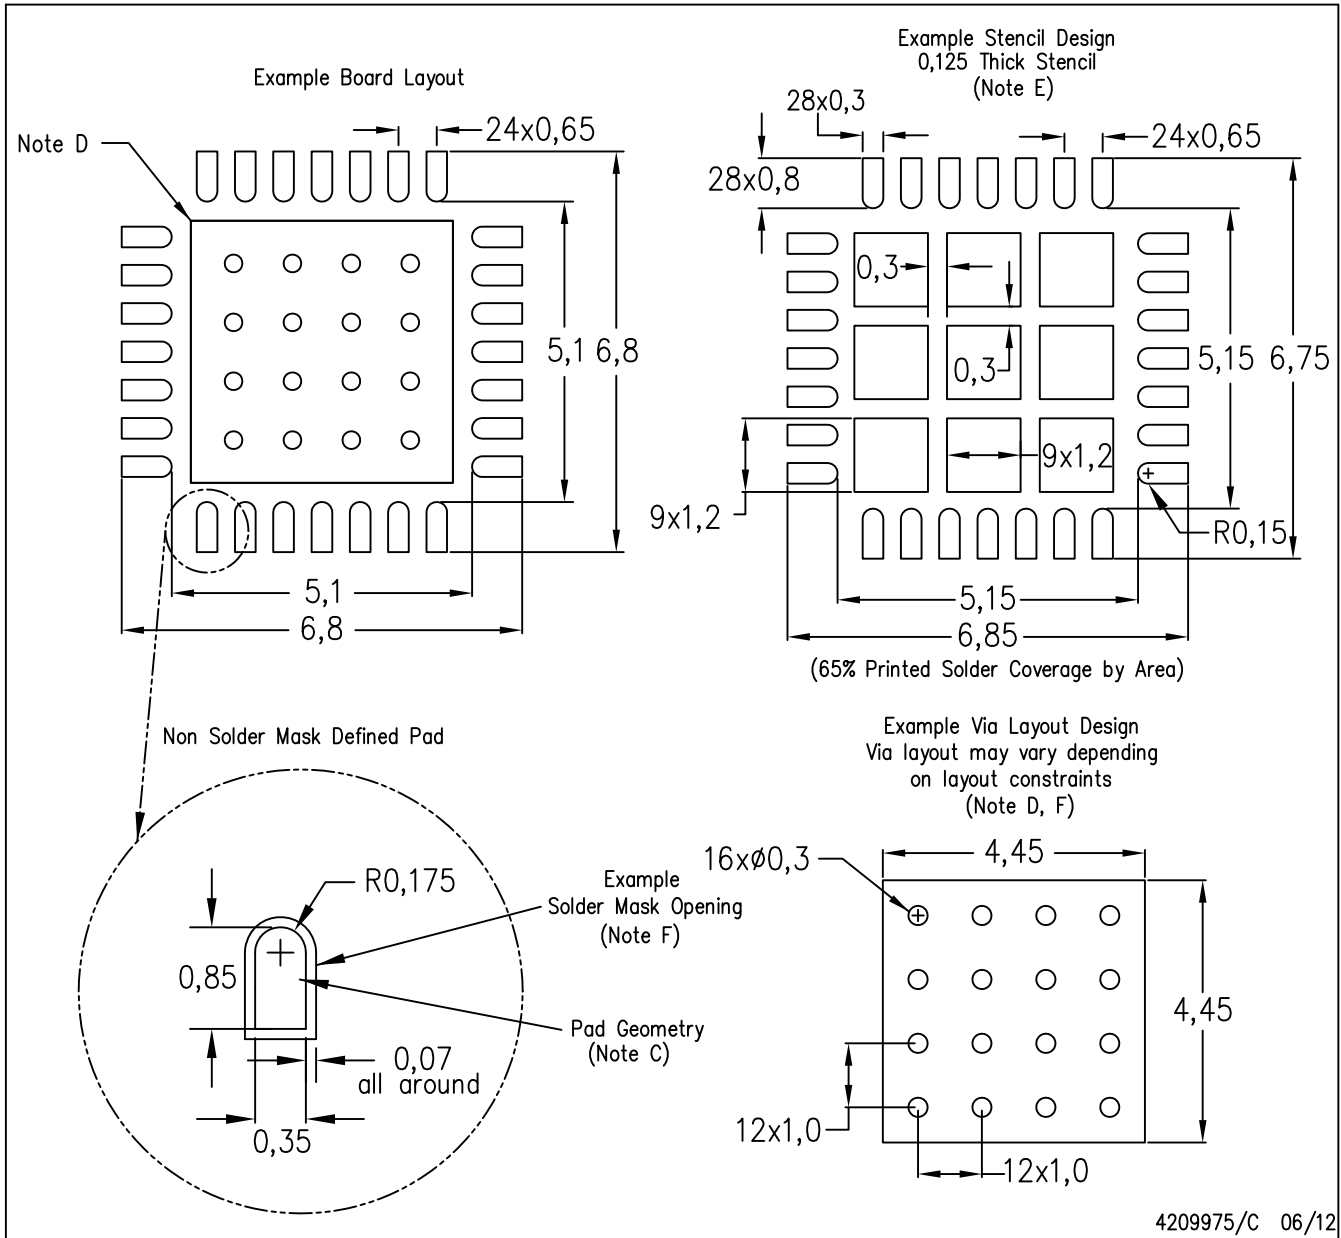 Example Board Layout
Note D
24x0,65
5,1
6,8
5,1
6,8
Example Stencil Design
0,125 Thick Stencil
(Note E)
28x0,3
24x0,65
28x0,8
0,3
0,3
5,15
6,75
9x1,2
9x1,2
R0,15
5,15
6,85
(65% Printed Solder Coverage by Area)
Non Solder Mask Defined Pad
R0,175
Example
Solder Mask Opening
(Note F)
0,85
Pad Geometry
(Note C)
0,07
all around
0,35
Example Via Layout Design
Via layout may vary depending
on layout constraints
(Note D, F)
16xø0,3
4,45
4,45
12x1,0
12x1,0
4209975/C 06/12